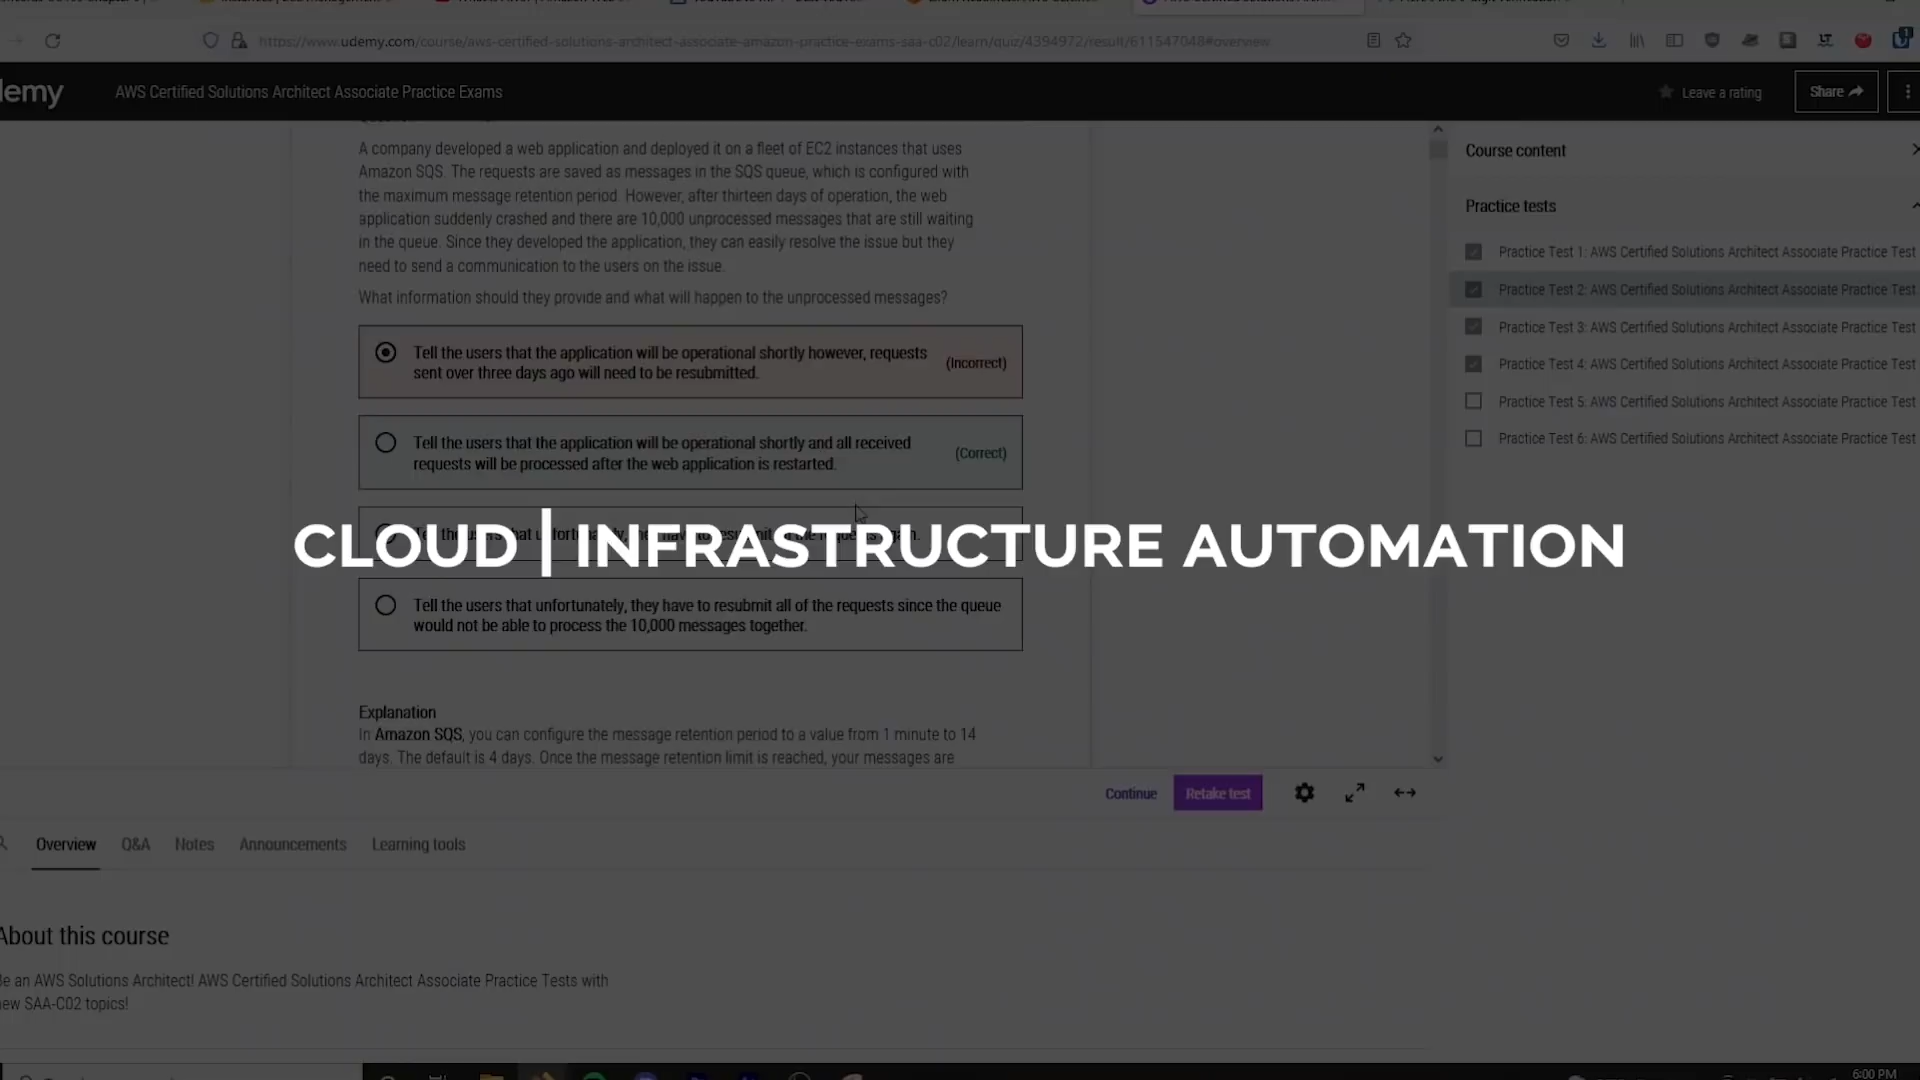 https://www.udemy.com/course/aws-certified-solutions-architect-associate-amazon-practice-exams-saa-c02/learn/quiz/4394972/result/611547048#overview
demy
AWS Certified Solutions Architect Associate Practice Exams
Leave a rating
Share
A company developed a web application and deployed it on a fleet of EC2 instances that uses
Amazon SQS. The requests are saved as messages in the SQS queue, which is configured with
the maximum message retention period. However, after thirteen days of operation, the web
application suddenly crashed and there are 10,000 unprocessed messages that are still waiting
in the queue. Since they developed the application, they can easily resolve the issue but they
need to send a communication to the users on the issue.
What information should they provide and what will happen to the unprocessed messages?
Tell the users that the application will be operational shortly however, requests
sent over three days ago will need to be resubmitted.
(Incorrect)
Tell the users that the application will be operational shortly and all received
requests will be processed after the web application is restarted.
(Correct)
CLOUD | INFRASTRUCTURE AUTOMATION
Tell the users that unfortunately, they have to resubmit all of the requests since the queue
would not be able to process the 10,000 messages together.
Explanation
In Amazon SQS, you can configure the message retention period to a value from 1 minute to 14
days. The default is 4 days. Once the message retention limit is reached, your messages are
Course content
Practice tests
Practice Test 1: AWS Certified Solutions Architect Associate Practice Test
Practice Test 2: AWS Certified Solutions Architect Associate Practice Test
Practice Test 3: AWS Certified Solutions Architect Associate Practice Test
Practice Test 4: AWS Certified Solutions Architect Associate Practice Test
Practice Test 5: AWS Certified Solutions Architect Associate Practice Test
Practice Test 6: AWS Certified Solutions Architect Associate Practice Test
Continue
Retake test
Overview
Q&A
Notes
Announcements
Learning tools
About this course
Be an AWS Solutions Architect! AWS Certified Solutions Architect Associate Practice Tests with
new SAA-C02 topics!
6:00 PM